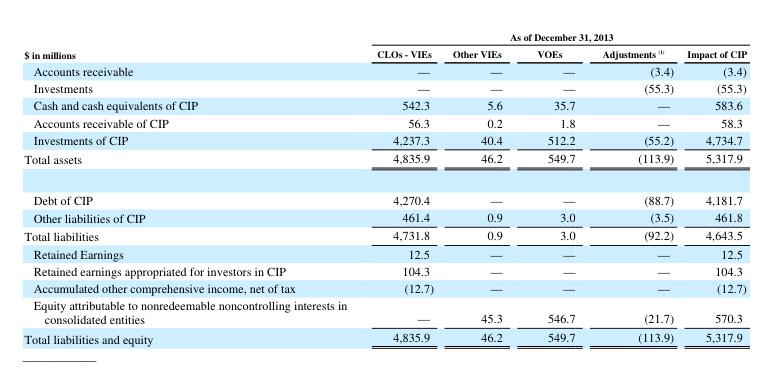 As of December 31, 2013
$ in millions CLOs - VIEs Other VIEs VOEs Adjustments (1) Impact of CIP
Accounts receivable — — — (3.4) (3.4)
Investments — — — (55.3) (55.3)
Cash and cash equivalents of CIP 542.3 5.6 35.7 — 583.6
Accounts receivable of CIP 56.3 0.2 1.8 — 58.3
Investments of CIP 4,237.3 40.4 512.2 (55.2) 4,734.7
Total assets 4,835.9 46.2 549.7 (113.9) 5,317.9
Debt of CIP 4,270.4 — — (88.7) 4,181.7
Other liabilities of CIP 461.4 0.9 3.0 (3.5) 461.8
Total liabilities 4,731.8 0.9 3.0 (92.2) 4,643.5
Retained Earnings 12.5 — — — 12.5
Retained earnings appropriated for investors in CIP 104.3 — — — 104.3
Accumulated other comprehensive income, net of tax (12.7) — — — (12.7)
Equity attributable to nonredeemable noncontrolling interests in
consolidated entities — 45.3 546.7 (21.7) 570.3
Total liabilities and equity 4,835.9 46.2 549.7 (113.9) 5,317.9